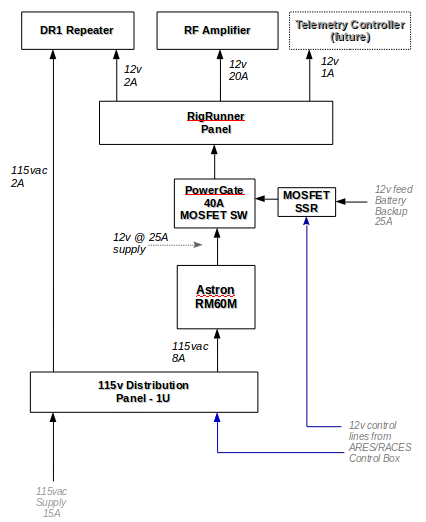 DR1 Repeater
RF Amplifier
Telemetry Controller
(future)
12v
2A
12v
20A
12v
1A
RigRunner
Panel
115vac
2A
PowerGate
40A
MOSFET SW
MOSFET
SSR
12v feed
Battery
Backup
25A
12v @ 25A
supply
Astron
RM60M
115vac
8A
115v Distribution
Panel - 1U
12v control
lines from
ARES/RACES
Control Box
115vac
Supply
15A